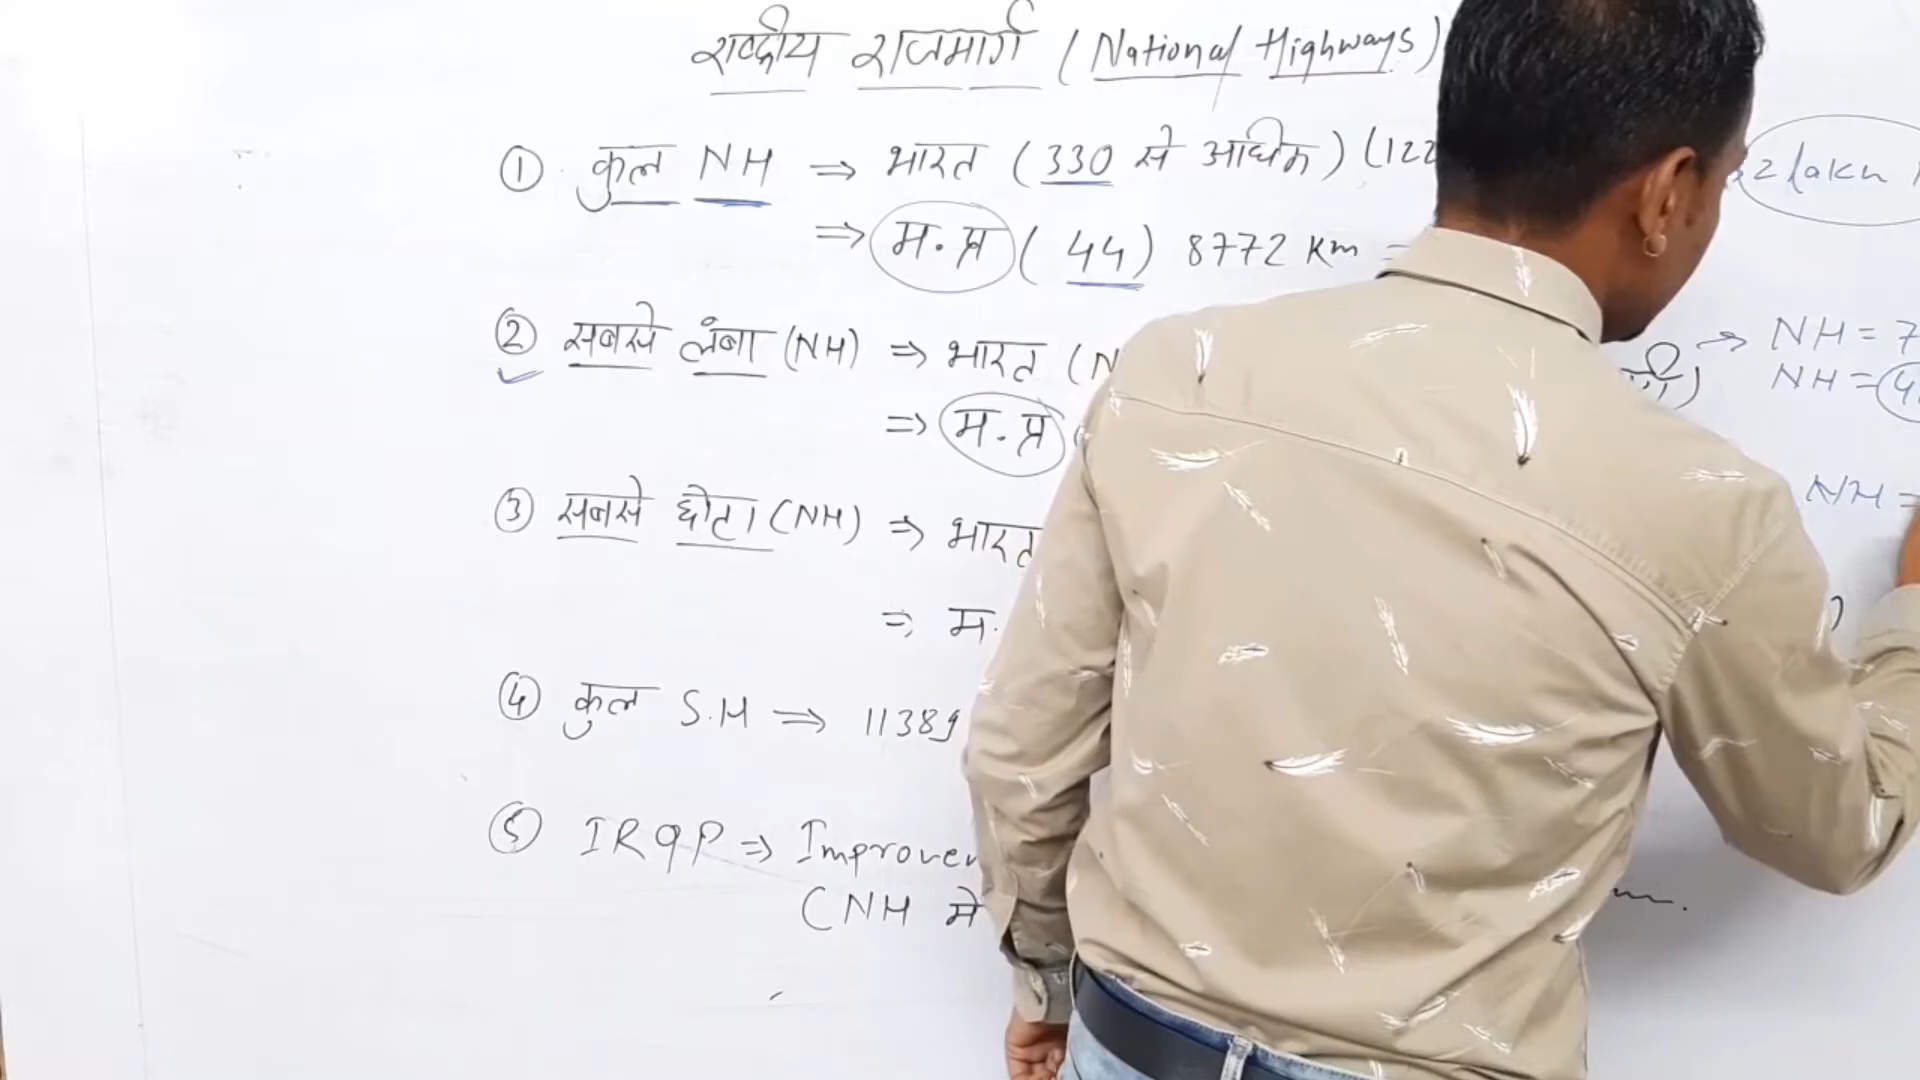 राष्ट्रीय राजमार्ग (National Highways)
① कुल NH ⇒ भारत (330 से अधिक) (122
2 lakh
⇒ म.प्र (44) 8772 Km =
② सबसे लंबा (NH) ⇒ भारत (N
→ NH = 7
NH = 4
⇒ म.प्र (
③ सबसे छोटा (NH) ⇒ भारत
NH =
⇒ म.
④ कुल S.H ⇒ 11389
⑤ IRQP ⇒ Improvem
(NH में